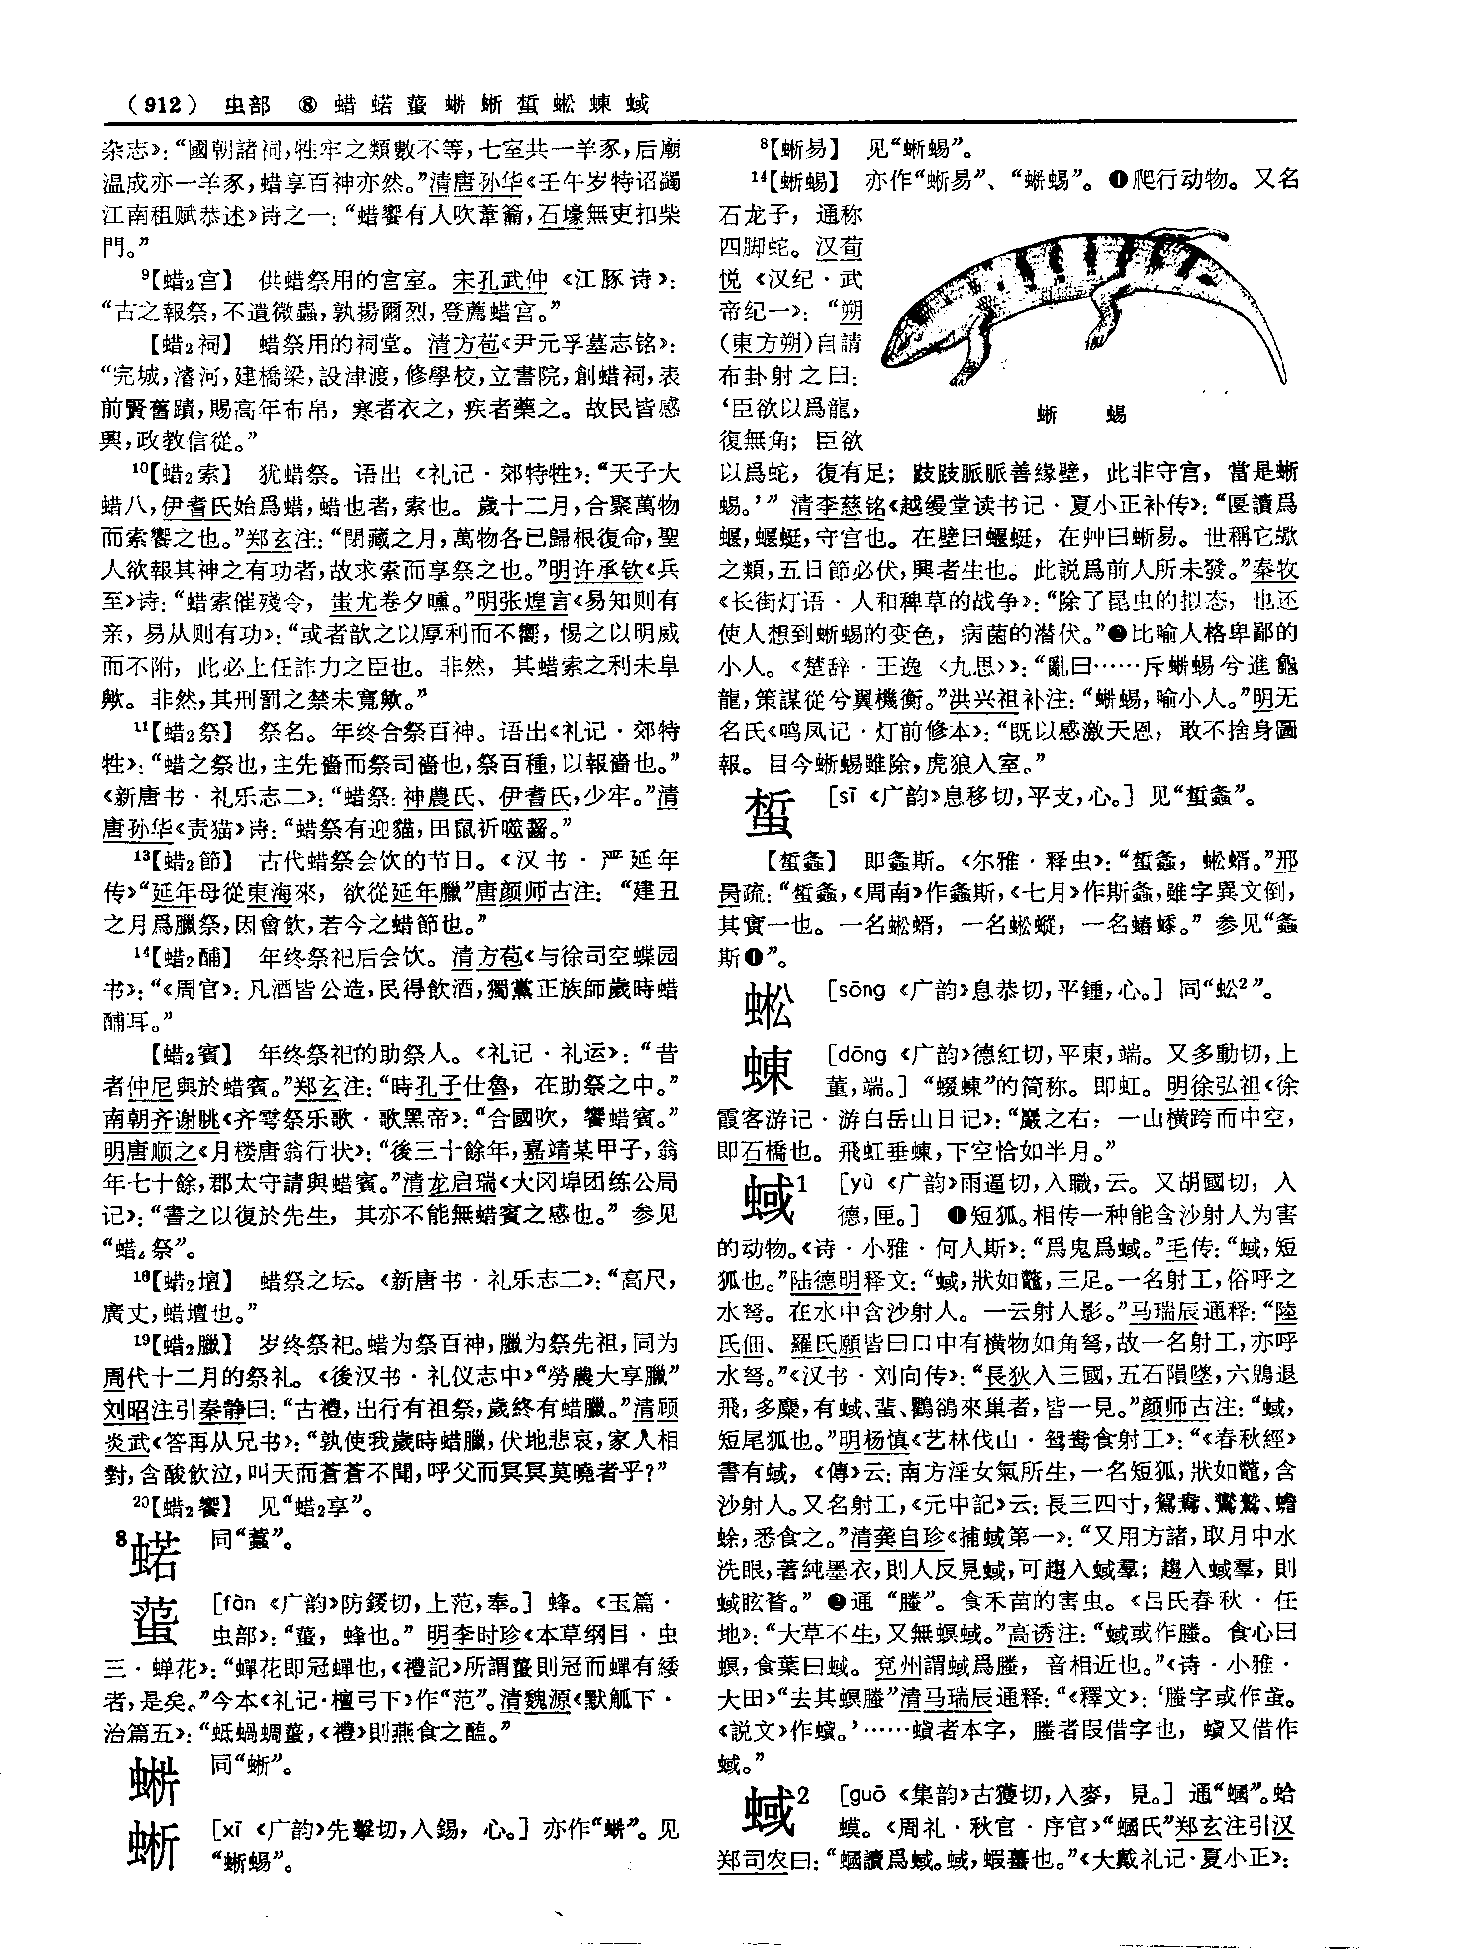 （912） 虫部 ⑧ 蜡 蝫 䗪 蜥 蜥 蜇 蜙 蝀 蜮
杂志》：“國朝諸祠，牲牢之類數不等，七室共一羊豕，后廟
温成亦一羊豕，蜡享百神亦然。”清唐孙华《壬午岁特诏蠲
江南租赋恭述》诗之一：“蜡饗有人吹葦籥，石壕無吏扣柴
門。”
9【蜡2宫】 供蜡祭用的宫室。宋孔武仲《江豚诗》：
“古之報祭，不遺微蟲，孰揚爾烈，登薦蜡宫。”
【蜡2祠】 蜡祭用的祠堂。清方苞《尹元孚墓志铭》：
“完城，濬河，建橋梁，設津渡，修學校，立書院，創蜡祠，表
前賢舊蹟，賜高年布帛，寒者衣之，疾者藥之。故民皆感
興，政教信從。”
10【蜡2索】 犹蜡祭。语出《礼记·郊特牲》：“天子大
蜡八，伊耆氏始爲蜡，蜡也者，索也。歲十二月，合聚萬物
而索饗之也。”郑玄注：“閉藏之月，萬物各已歸根復命，聖
人欲報其神之有功者，故求索而享祭之也。”明许承钦《兵
至》诗：“蜡索催殘令，蚩尤卷夕曛。”明张煌言《易知则有
亲，易从则有功》：“或者歆之以厚利而不嚮，惕之以明威
而不附，此必上任詐力之臣也。非然，其蜡索之利未阜
歟。非然，其刑罰之禁未寬歟。”
11【蜡2祭】 祭名。年终合祭百神。语出《礼记·郊特
牲》：“蜡之祭也，主先嗇而祭司嗇也，祭百種，以報嗇也。”
《新唐书·礼乐志二》：“蜡祭：神農氏、伊耆氏，少牢。”清
唐孙华《责猫》诗：“蜡祭有迎貓，田鼠祈噬齧。”
13【蜡2節】 古代蜡祭会饮的节日。《汉书·严延年
传》“延年母從東海來，欲從延年臘”唐颜师古注：“建丑
之月爲臘祭，因會飲，若今之蜡節也。”
14【蜡2酺】 年终祭祀后会饮。清方苞《与徐司空蝶园
书》：“《周官》：凡酒皆公造，民得飲酒，獨黨正族師歲時蜡
酺耳。”
【蜡2賓】 年终祭祀的助祭人。《礼记·礼运》：“昔
者仲尼與於蜡賓。”郑玄注：“時孔子仕魯，在助祭之中。”
南朝齐谢朓《齐雩祭乐歌·歌黑帝》：“合國吹，饗蜡賓。”
明唐顺之《月楼唐翁行状》：“後三十餘年，嘉靖某甲子，翁
年七十餘，郡太守請與蜡賓。”清龙启瑞《大冈埠团练公局
记》：“書之以復於先生，其亦不能無蜡賓之感也。”参见
“蜡2祭”。
16【蜡2壇】 蜡祭之坛。《新唐书·礼乐志二》：“高尺，
廣丈，蜡壇也。”
19【蜡2臘】 岁终祭祀。蜡为祭百神，臘为祭先祖，同为
周代十二月的祭礼。《後汉书·礼仪志中》“勞農大享臘”
刘昭注引秦静曰：“古禮，出行有祖祭，歲終有蜡臘。”清顾
炎武《答再从兄书》：“孰使我歲時蜡臘，伏地悲哀，家人相
對，含酸飲泣，叫天而蒼蒼不聞，呼父而冥冥莫曉者乎？”
20【蜡2饗】 见“蜡2享”。
8 同“蠚”。
[fàn《广韵》防錽切，上范，奉。] 蜂。《玉篇·
虫部》：“䗪，蜂也。”明李时珍《本草纲目·虫
三·蝉花》：“蟬花即冠蟬也，《禮記》所謂䗪則冠而蟬有緌
者，是矣。”今本《礼记·檀弓下》作“范”。清魏源《默觚下·
治篇五》：“蚳蝸蜩䗪，《禮》則燕食之醢。”
蜥 同“蜥”。
蜥 [xī《广韵》先擊切，入錫，心。] 亦作“蜥”。见
“蜥蜴”。
8【蜥易】 见“蜥蜴”。
14【蜥蜴】 亦作“蜥易”、“蜥蜴”。❶爬行动物。又名
石龙子，通称
四脚蛇。汉荀
悦《汉纪·武
帝纪一》：“朔
（東方朔）自請
布卦射之曰：
‘臣欲以爲龍，
復無角；臣欲
蜥 蜴
以爲蛇，復有足；跂跂脈脈善缘壁，此非守宫，當是蜥
蜴。’”清李慈铭《越缦堂读书记·夏小正补传》：“匽讀爲
蝘，蝘蜓，守宫也。在壁曰蝘蜓，在艸曰蜥易。世稱它蠍
之類，五日節必伏，興者生也。此説爲前人所未發。”秦牧
《长街灯语·人和稗草的战争》：“除了昆虫的拟态，也还
使人想到蜥蜴的变色，病菌的潜伏。”❷比喻人格卑鄙的
小人。《楚辞·王逸〈九思〉》：“亂曰……斥蜥蜴兮進龜
龍，策謀從兮翼機衡。”洪兴祖补注：“蜥蜴，喻小人。”明无
名氏《鸣凤记·灯前修本》：“既以感激天恩，敢不捨身圖
報。目今蜥蜴雖除，虎狼入室。”
蜤 [sī《广韵》息移切，平支，心。] 见“蜤螽”。
【蜤螽】 即螽斯。《尔雅·释虫》：“蜤螽，蜙蝑。”邢
昺疏：“蜤螽，《周南》作螽斯，《七月》作斯螽，雖字異文倒，
其實一也。一名蜙蝑，一名蜙䗥，一名蝽蜲。”参见“螽
斯❶”。
蜙 [sōng《广韵》息恭切，平鍾，心。] 同“蚣2”。
蝀 [dōng《广韵》德紅切，平東，端。又多動切，上
董，端。] “蝃蝀”的简称。即虹。明徐弘祖《徐
霞客游记·游白岳山日记》：“巖之右，一山横跨而中空，
即石橋也。飛虹垂蝀，下空恰如半月。”
蜮1 [yù《广韵》雨逼切，入職，云。又胡國切，入
德，匣。] ❶短狐。相传一种能含沙射人为害
的动物。《诗·小雅·何人斯》：“爲鬼爲蜮。”毛传：“蜮，短
狐也。”陆德明释文：“蜮，狀如鼈，三足。一名射工，俗呼之
水弩。在水中含沙射人。一云射人影。”马瑞辰通释：“陸
氏佃、羅氏願皆曰口中有横物如角弩，故一名射工，亦呼
水弩。”《汉书·刘向传》：“長狄入三國，五石隕墜，六鶂退
飛，多麋，有蜮、蜚、鸜鵒來巢者，皆一見。”颜师古注：“蜮，
短尾狐也。”明杨慎《艺林伐山·鸳鸯食射工》：“《春秋經》
書有蜮，《傳》云：南方淫女氣所生，一名短狐，狀如鼈，含
沙射人。又名射工，《元中記》云：長三四寸，鴛鴦、鸑鷟、蟾
蜍，悉食之。”清龚自珍《捕蜮第一》：“又用方諸，取月中水
洗眼，著純墨衣，則人反見蜮，可趨入蜮羣；趨入蜮羣，則
蜮眩瞀。” ❷通“螣”。食禾苗的害虫。《吕氏春秋·任
地》：“大草不生，又無螟蜮。”高诱注：“蜮或作螣。食心曰
螟，食葉曰蜮。兗州謂蜮爲螣，音相近也。”《诗·小雅·
大田》“去其螟螣”清马瑞辰通释：“《釋文》：‘螣字或作䖵。
《説文》作蟘。’……蟘者本字，螣者叚借字也，蟘又借作
蜮。”
蜮2 [guō《集韵》古獲切，入麥，見。] 通“蟈”。蛤
蟆。《周礼·秋官·序官》“蟈氏”郑玄注引汉
郑司农曰：“蟈讀爲蜮。蜮，蝦蟇也。”《大戴礼记·夏小正》：